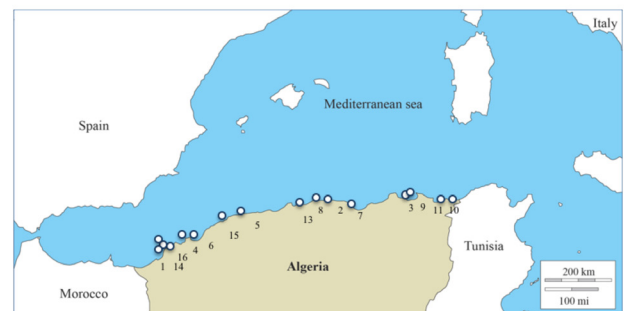 Italy
Mediterranean sea
Spain
3 9 11 10
8 2
13 7
5
15
6
16 4
1 14
Algeria
Tunisia
Morocco
200 km
100 mi